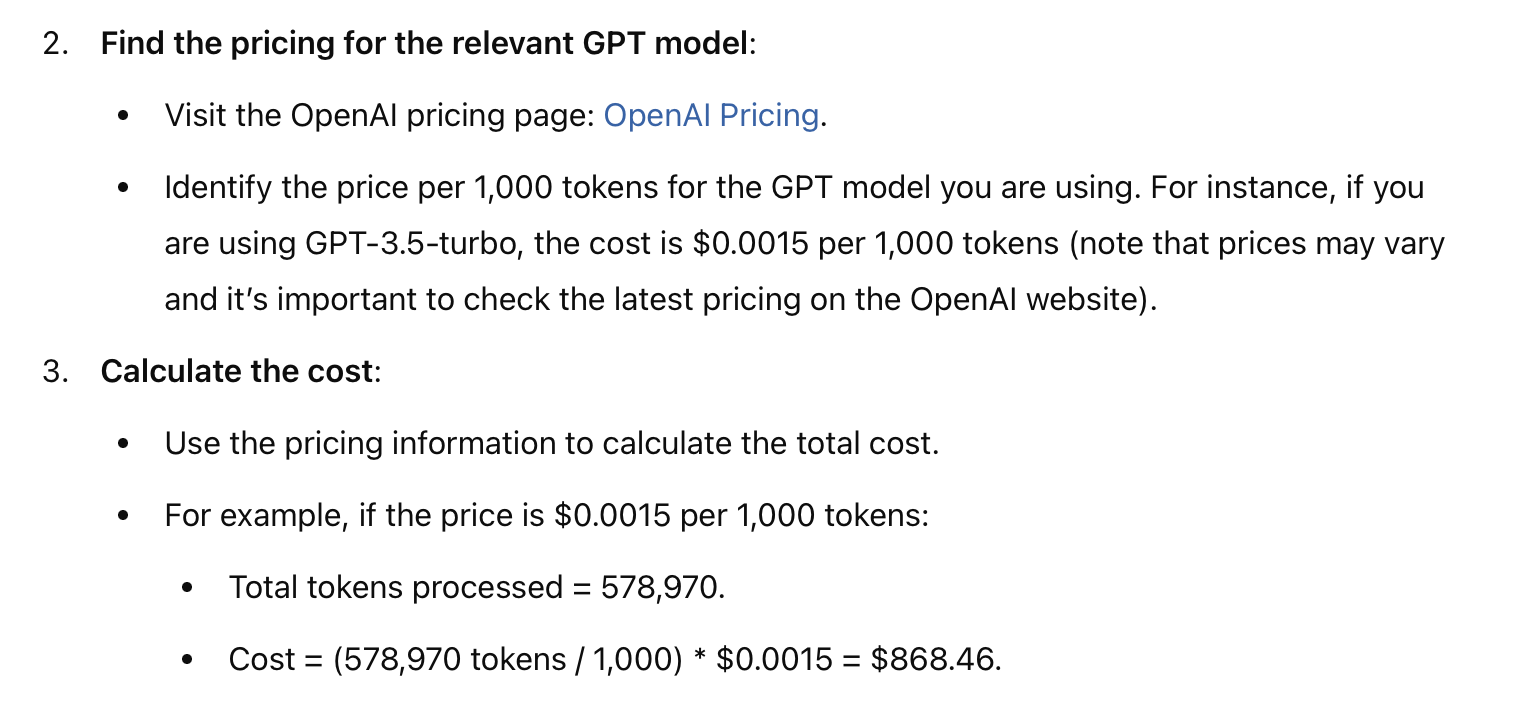 2. Find the pricing for the relevant GPT model:
• Visit the OpenAI pricing page: OpenAI Pricing.
• Identify the price per 1,000 tokens for the GPT model you are using. For instance, if you
are using GPT-3.5-turbo, the cost is $0.0015 per 1,000 tokens (note that prices may vary
and it's important to check the latest pricing on the OpenAI website).
3. Calculate the cost:
• Use the pricing information to calculate the total cost.
• For example, if the price is $0.0015 per 1,000 tokens:
• Total tokens processed = 578,970.
• Cost = (578,970 tokens / 1,000) * $0.0015 = $868.46.